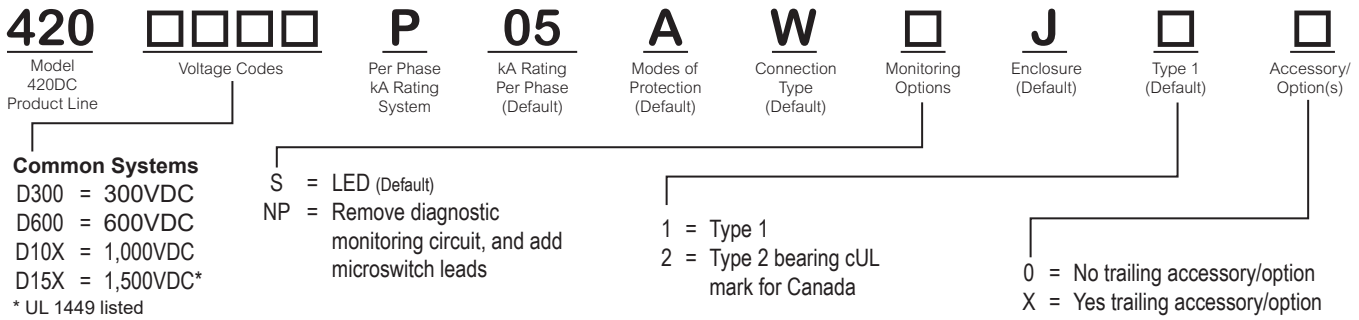 420 □□□□ P 05 A W □ J □ □
Model
420DC
Product Line
Voltage Codes
Per Phase
kA Rating
System
kA Rating
Per Phase
(Default)
Modes of
Protection
(Default)
Connection
Type
(Default)
Monitoring
Options
Enclosure
(Default)
Type 1
(Default)
Accessory/
Option(s)
Common Systems
D300 = 300VDC
D600 = 600VDC
D10X = 1,000VDC
D15X = 1,500VDC*
* UL 1449 listed
S = LED (Default)
NP = Remove diagnostic
monitoring circuit, and add
microswitch leads
1 = Type 1
2 = Type 2 bearing cUL
mark for Canada
0 = No trailing accessory/option
X = Yes trailing accessory/option